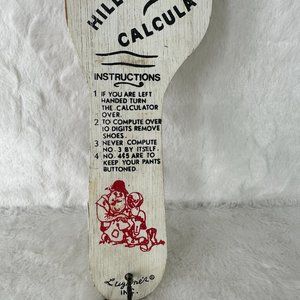 HILL
CALCULA
INSTRUCTIONS
1 IF YOU ARE LEFT
HANDED TURN
THE CALCULATOR
OVER.
2 TO COMPUTE OVER
10 DIGITS REMOVE
SHOES.
3 NEVER COMPUTE
NO. 3 BY ITSELF.
4 NO. 4&5 ARE TO
KEEP YOUR PANTS
BUTTONED.
INC.